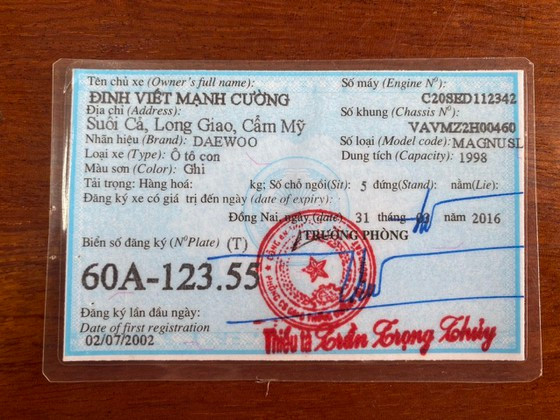 Tên chủ xe (Owner's full name):
ĐINH VIẾT MẠNH CƯỜNG
Địa chỉ (Address):
Suối Cả, Long Giao, Cẩm Mỹ
Nhãn hiệu (Brand): DAEWOO
Loại xe (Type): Ô tô con
Màu sơn (Color): Ghi
Số máy (Engine Nº):
C20SED112342
Số khung (Chassis Nº):
VAVMZ2H00460
Số loại (Model code): MAGNUSL
Dung tích (Capacity): 1998
Tải trọng: Hàng hoá: kg; Số chỗ ngồi(Sit): 5 đứng(Stand): nằm(Lie):
Đăng ký xe có giá trị đến ngày (date of expiry):
Đồng Nai, ngày (date) 31 tháng năm 2016
Biển số đăng ký (Nº Plate) (T)
TRƯỞNG PHÒNG
60A-123.55
Đăng ký lần đầu ngày:
Date of first registration
02/07/2002
Thiếu tá Trần Trọng Thủy